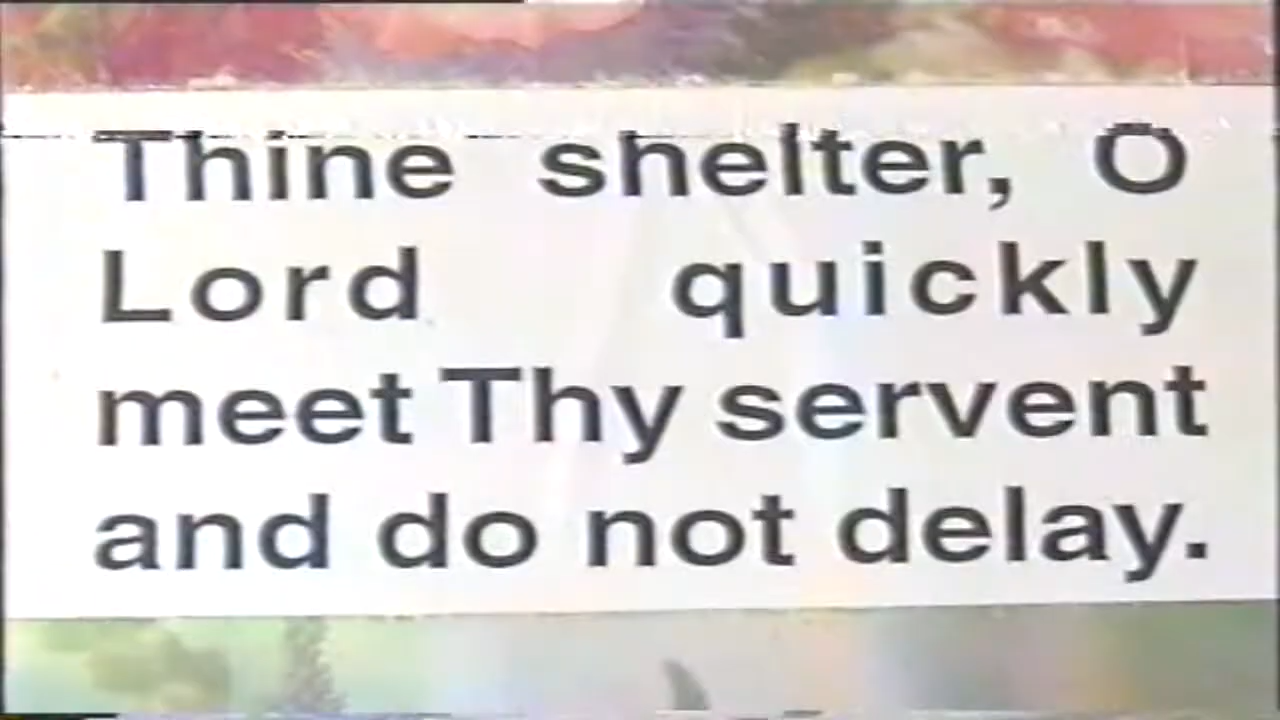 Thine shelter, O
Lord quickly
meet Thy servent
and do not delay.